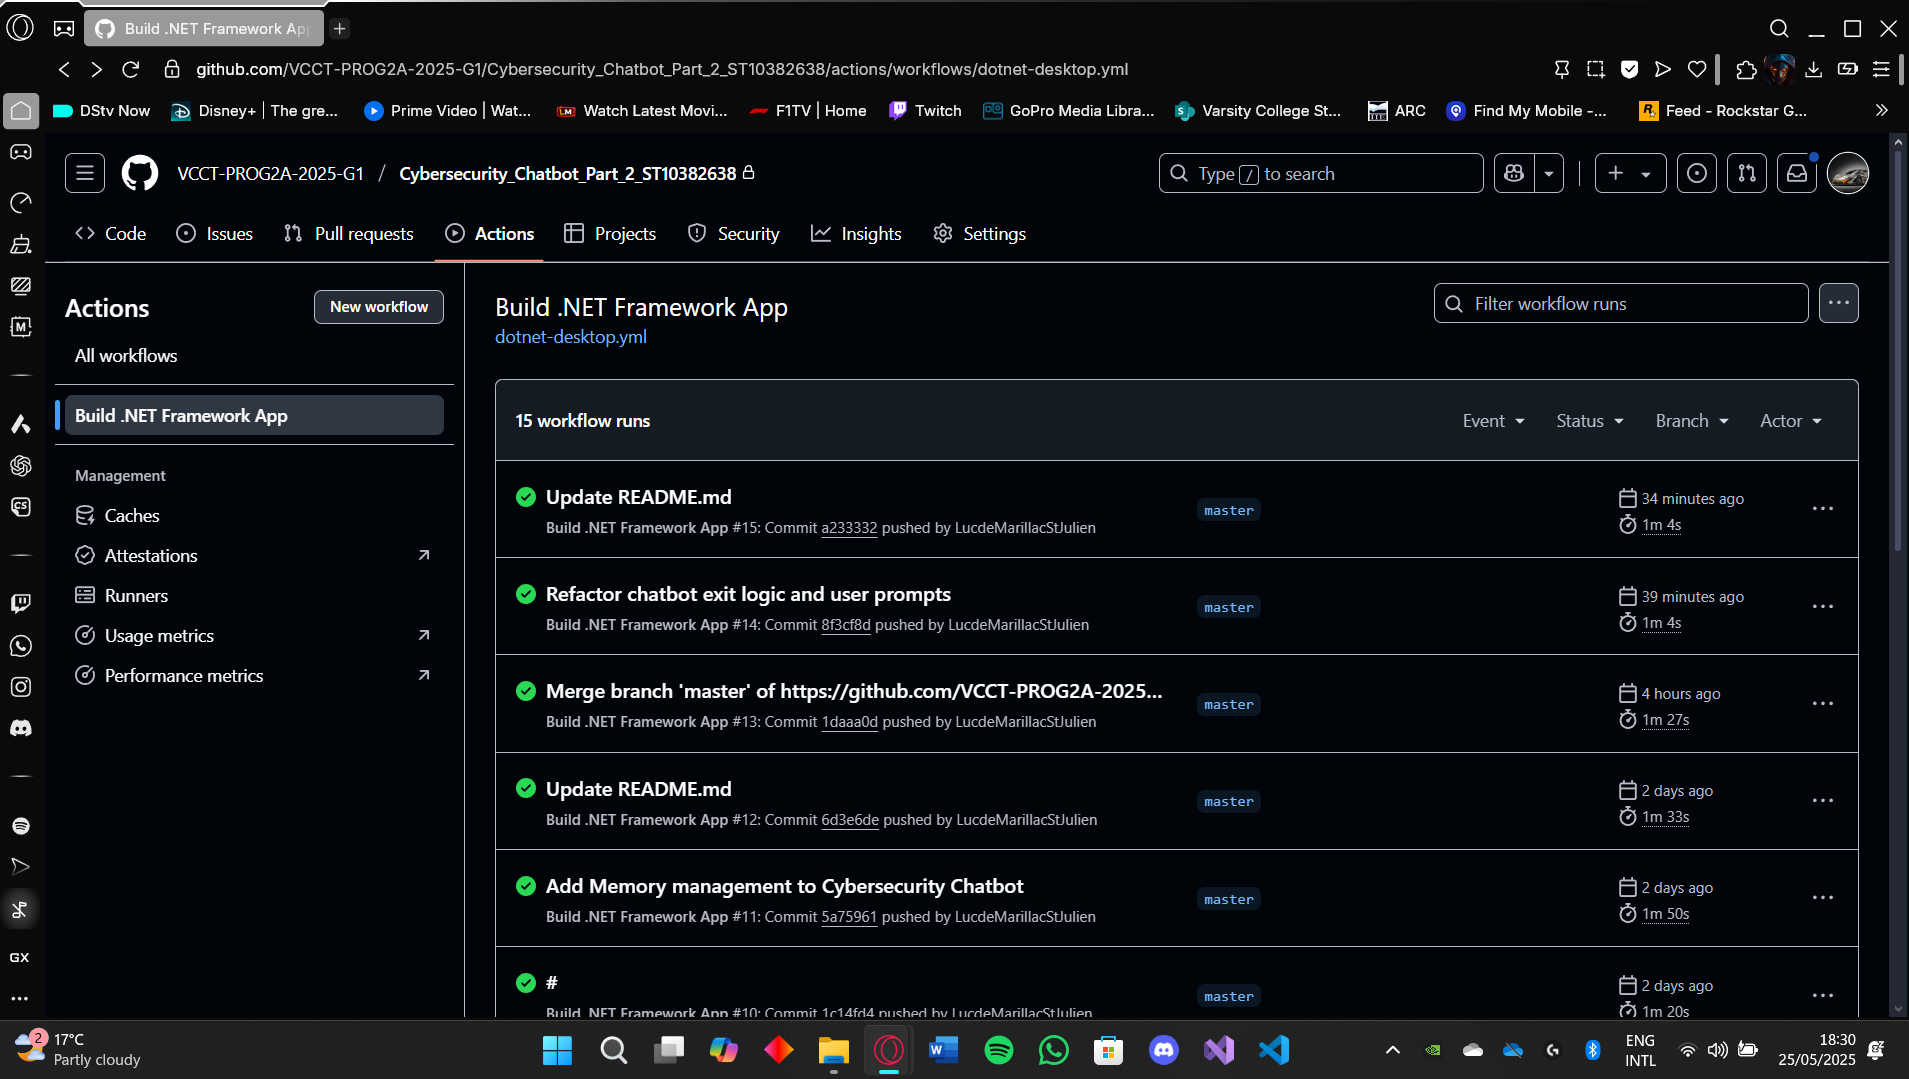 Build .NET Framework App
github.com/VCCT-PROG2A-2025-G1/Cybersecurity_Chatbot_Part_2_ST10382638/actions/workflows/dotnet-desktop.yml
DStv Now
Disney+ | The gre...
Prime Video | Wat...
LM Watch Latest Movi...
F1TV | Home
Twitch
GoPro Media Libra...
Varsity College St...
ARC
Find My Mobile -...
Feed - Rockstar G...
VCCT-PROG2A-2025-G1 / Cybersecurity_Chatbot_Part_2_ST10382638
Type / to search
Code
Issues
Pull requests
Actions
Projects
Security
Insights
Settings
Actions
New workflow
All workflows
Build .NET Framework App
Management
Caches
Attestations
Runners
Usage metrics
Performance metrics
Build .NET Framework App
dotnet-desktop.yml
Filter workflow runs
15 workflow runs
Event
Status
Branch
Actor
Update README.md
Build .NET Framework App #15: Commit a233332 pushed by LucdeMarillacStJulien
master
34 minutes ago
1m 4s
Refactor chatbot exit logic and user prompts
Build .NET Framework App #14: Commit 8f3cf8d pushed by LucdeMarillacStJulien
master
39 minutes ago
1m 4s
Merge branch 'master' of https://github.com/VCCT-PROG2A-2025...
Build .NET Framework App #13: Commit 1daaa0d pushed by LucdeMarillacStJulien
master
4 hours ago
1m 27s
Update README.md
Build .NET Framework App #12: Commit 6d3e6de pushed by LucdeMarillacStJulien
master
2 days ago
1m 33s
Add Memory management to Cybersecurity Chatbot
Build .NET Framework App #11: Commit 5a75961 pushed by LucdeMarillacStJulien
master
2 days ago
1m 50s
#
Build .NET Framework App #10: Commit 1c14fd4 pushed by LucdeMarillacStJulien
master
2 days ago
1m 20s
GX
2
17°C
Partly cloudy
ENG
INTL
18:30
25/05/2025